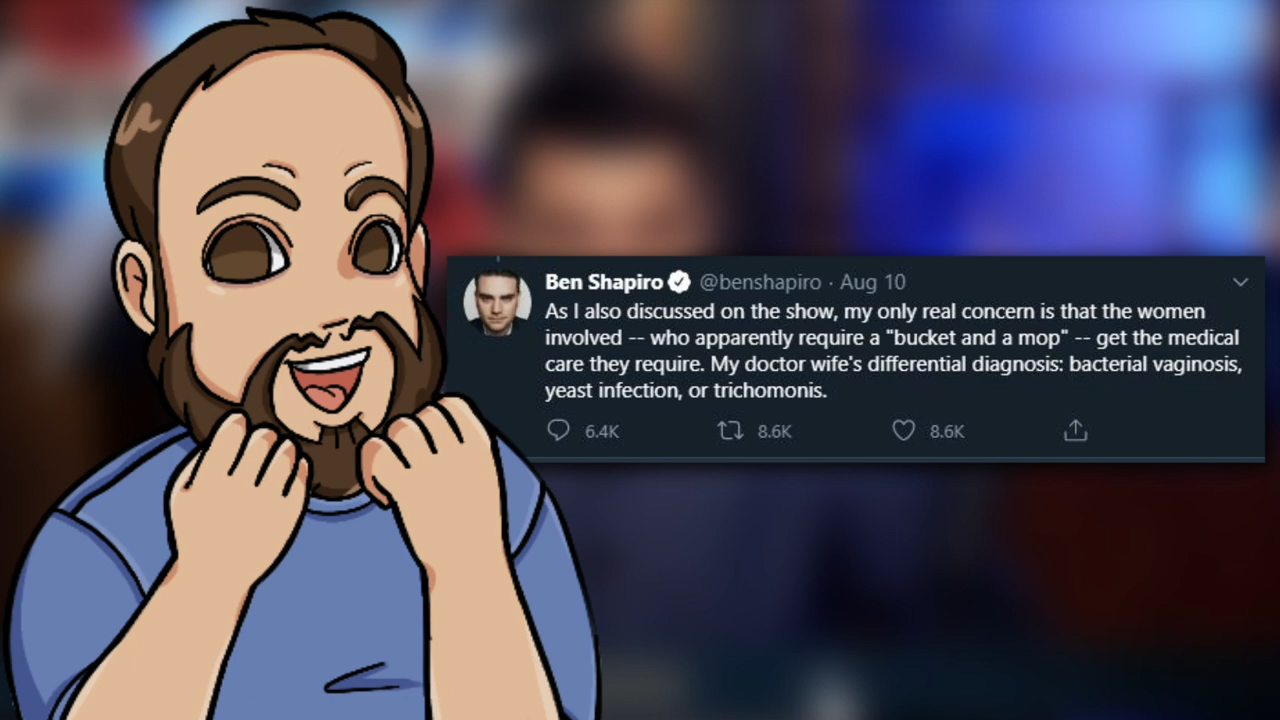 Ben Shapiro @benshapiro · Aug 10
As I also discussed on the show, my only real concern is that the women
involved -- who apparently require a "bucket and a mop" -- get the medical
care they require. My doctor wife's differential diagnosis: bacterial vaginosis,
yeast infection, or trichomonis.
6.4K 8.6K 8.6K